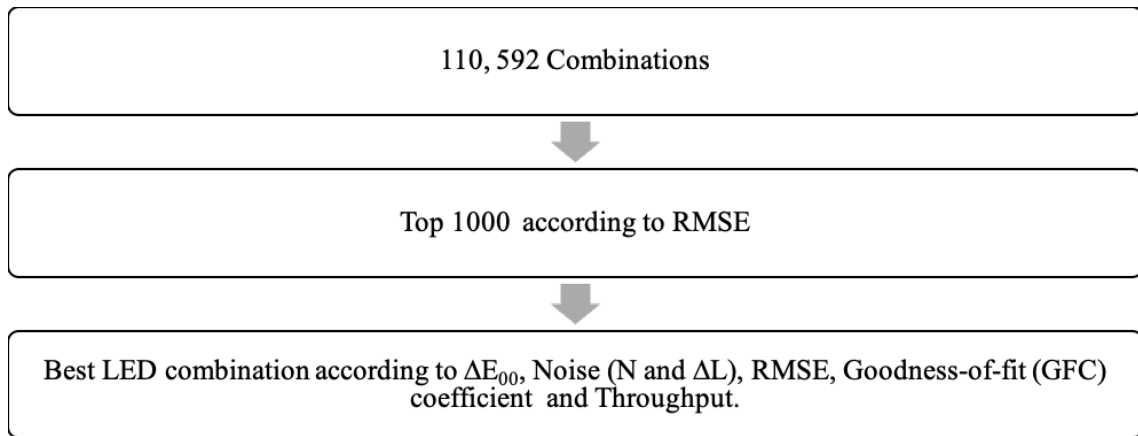 110, 592 Combinations
Top 1000 according to RMSE
Best LED combination according to ΔE₀₀, Noise (N and ΔL), RMSE, Goodness-of-fit (GFC)
coefficient and Throughput.